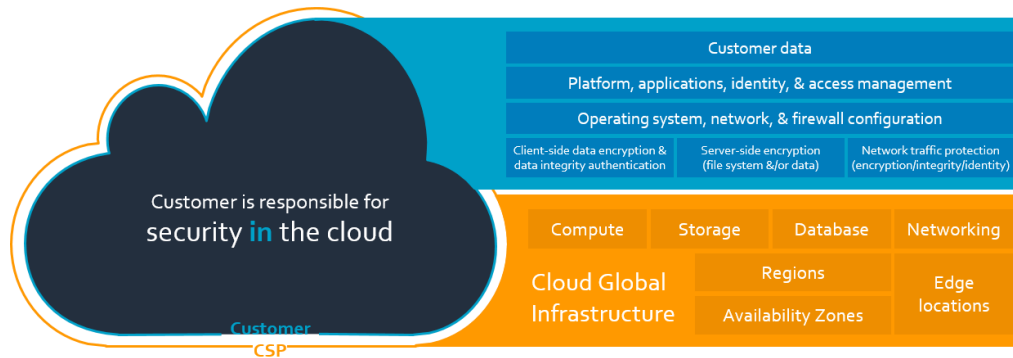 Customer data
Platform, applications, identity, & access management
Operating system, network, & firewall configuration
Client-side data encryption &
data integrity authentication
Server-side encryption
(file system &/or data)
Network traffic protection
(encryption/integrity/identity)
Customer is responsible for
security in the cloud
Compute
Storage
Database
Networking
Cloud Global
Infrastructure
Regions
Availability Zones
Edge
locations
Customer
CSP